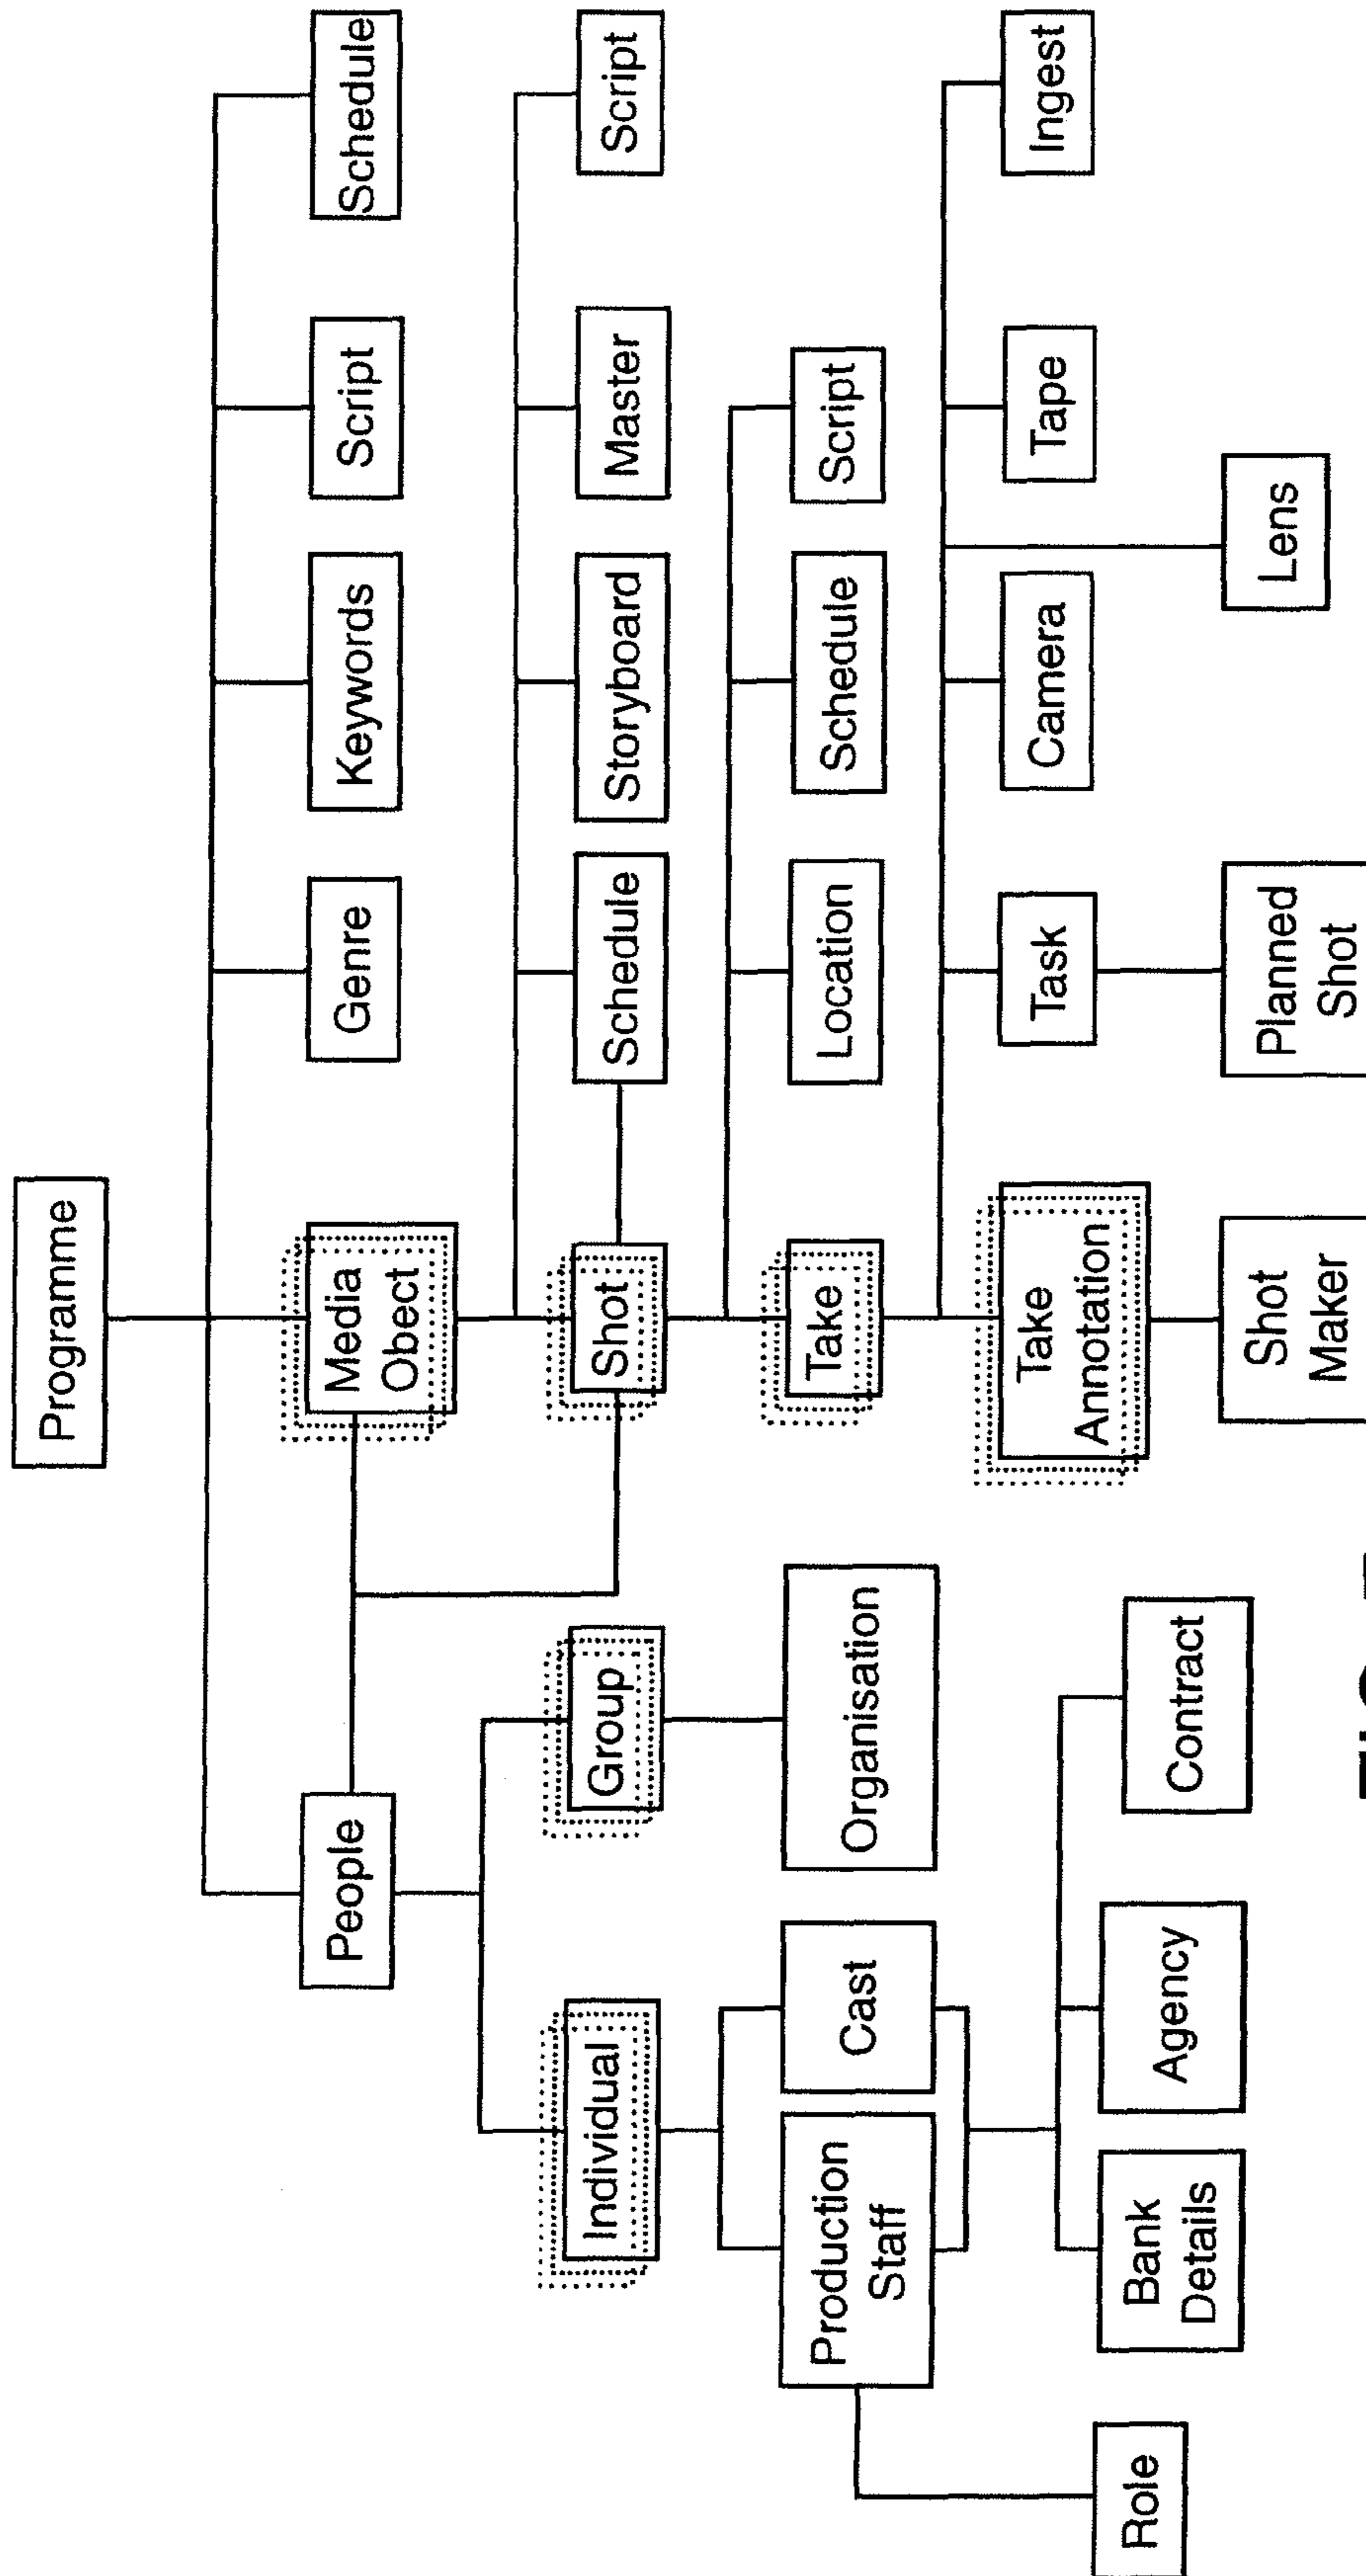 Programme
People
Media
Obect
Genre
Keywords
Script
Schedule
Individual
Group
Shot
Schedule
Storyboard
Master
Script
Production
Staff
Cast
Organisation
Take
Location
Schedule
Script
Role
Bank
Details
Agency
Contract
Take
Annotation
Task
Camera
Tape
Ingest
Shot
Maker
Planned
Shot
Lens